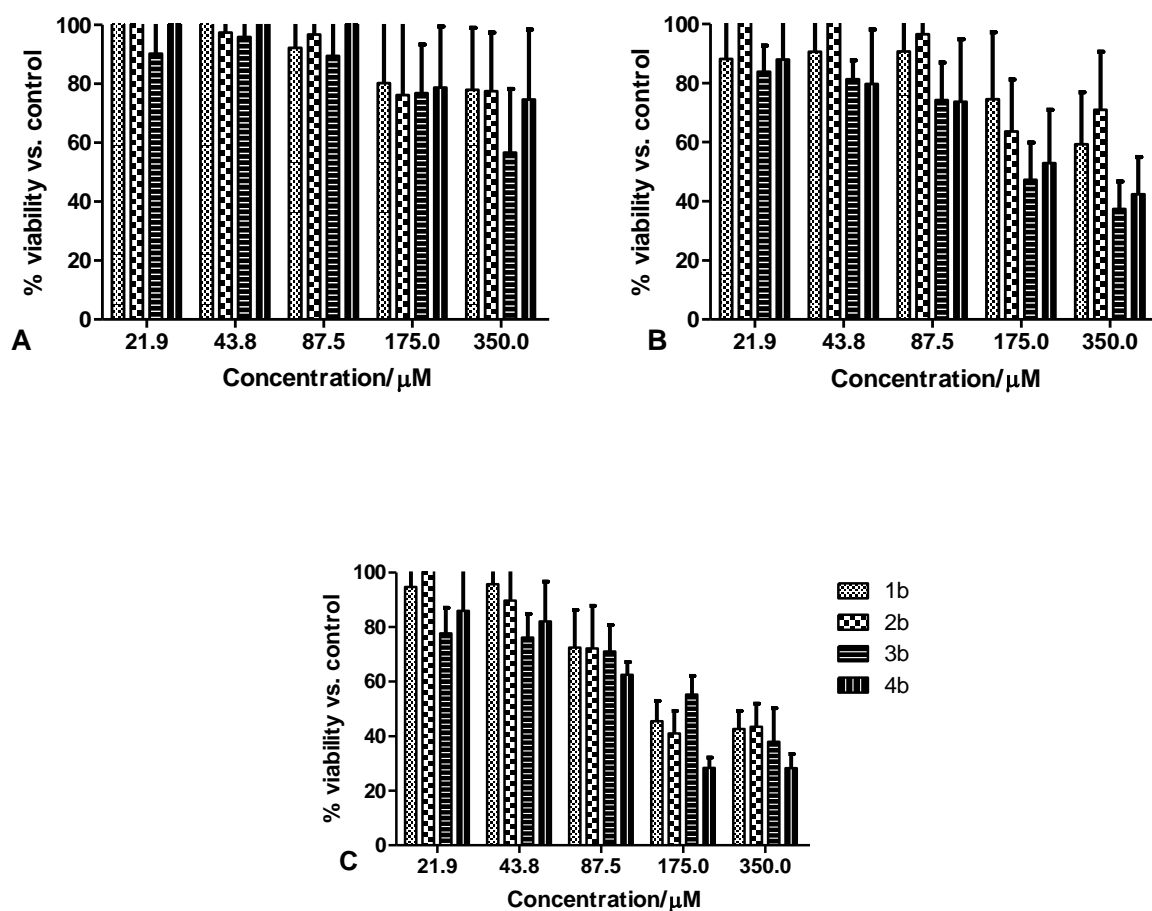 % viability vs. control
100
80
60
40
20
0
21.9 43.8 87.5 175.0 350.0
Concentration/μM
A
% viability vs. control
100
80
60
40
20
0
21.9 43.8 87.5 175.0 350.0
Concentration/μM
B
% viability vs. control
100
80
60
40
20
0
21.9 43.8 87.5 175.0 350.0
Concentration/μM
C
1b
2b
3b
4b